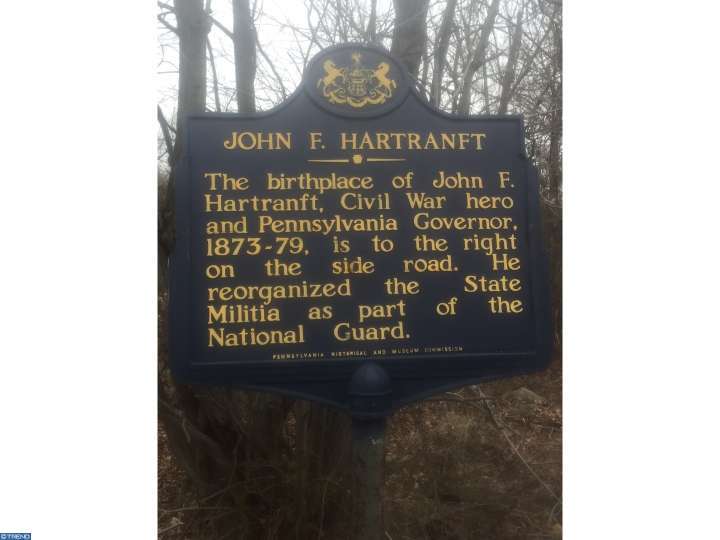 JOHN F. HARTRANFT
The birthplace of John F.
Hartranft, Civil War hero
and Pennsylvania Governor,
1873-79, is to the right
on the side road. He
reorganized the State
Militia as part of the
National Guard.
PENNSYLVANIA HISTORICAL AND MUSEUM COMMISSION
©TREND